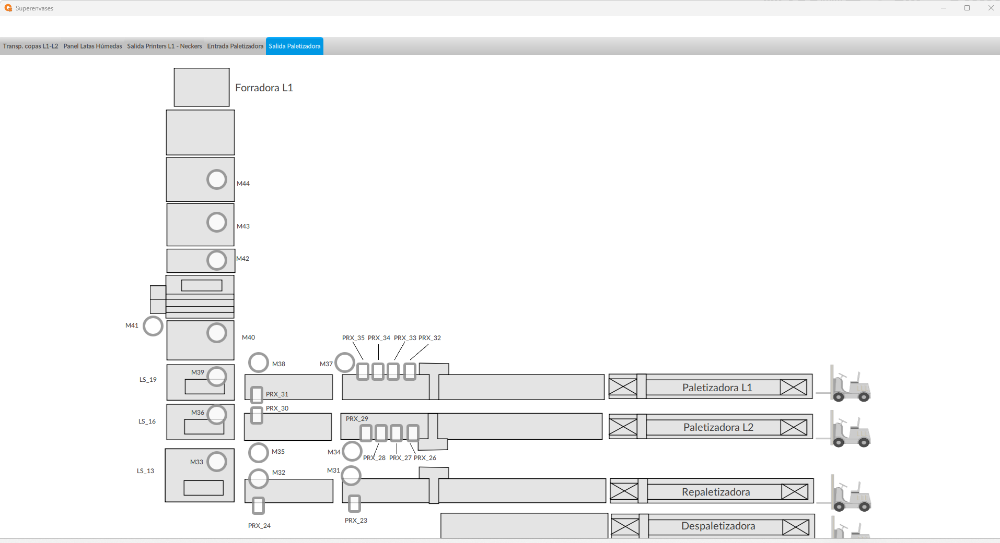 Superenvases
Transp. copas L1-L2 Panel Latas Húmedas Salida Printers L1 - Neckers Entrada Paletizadora Salida Paletizadora
Forradora L1
M44
M43
M42
M41
M40
PRX_35 PRX_34 PRX_33 PRX_32
M38
M37
M39
LS_19
PRX_31
Paletizadora L1
PRX_30
M36
LS_16
PRX_29
Paletizadora L2
M35
M34
PRX_28 PRX_27 PRX_26
M33
LS_13
M32
M31
Repaletizadora
PRX_24
PRX_23
Despaletizadora